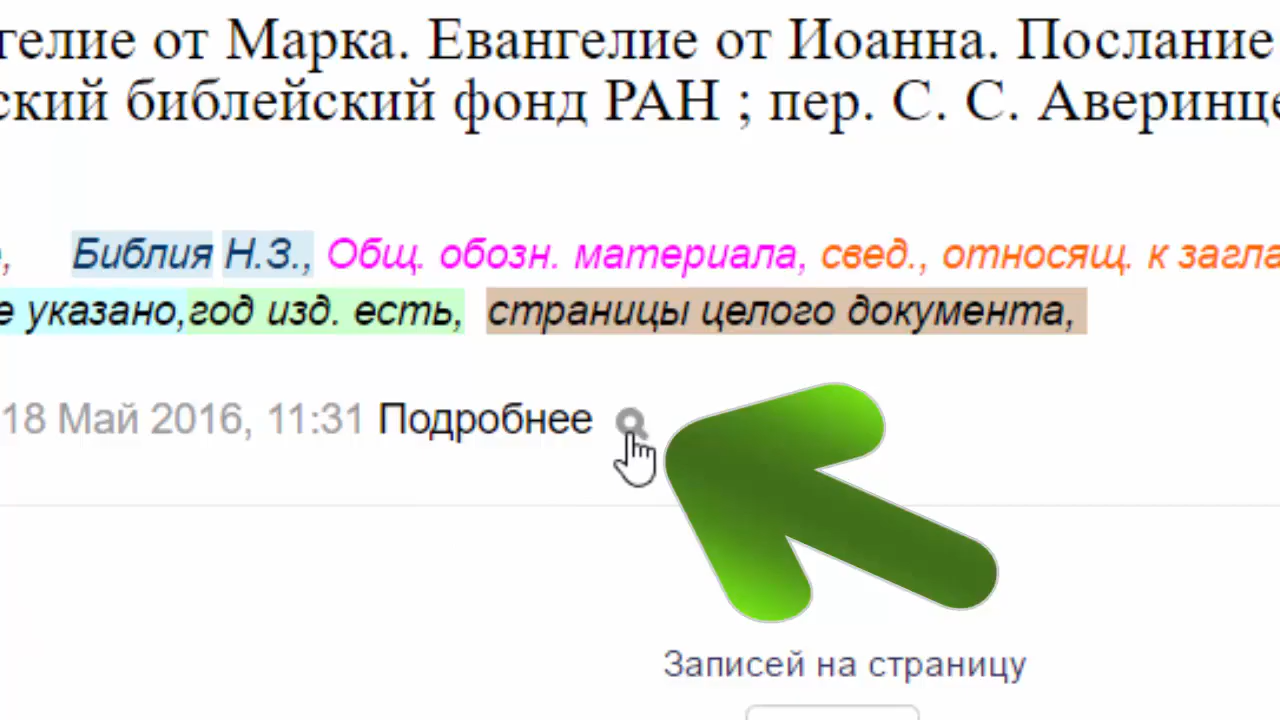 гелие от Марка. Евангелие от Иоанна. Послание
ский библейский фонд РАН ; пер. С. С. Аверинце
, Библия Н.З., Общ. обозн. материала, свед., относящ. к загла
е указано,год изд. есть, страницы целого документа,
18 Май 2016, 11:31 Подробнее
Записей на страницу